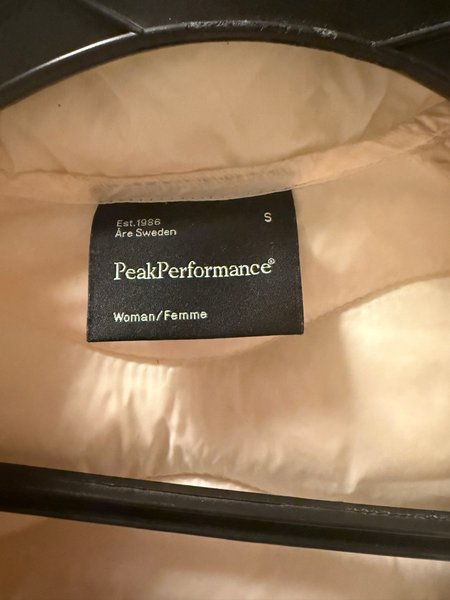 Est.1986
S
Åre Sweden
PeakPerformance®
Woman/Femme